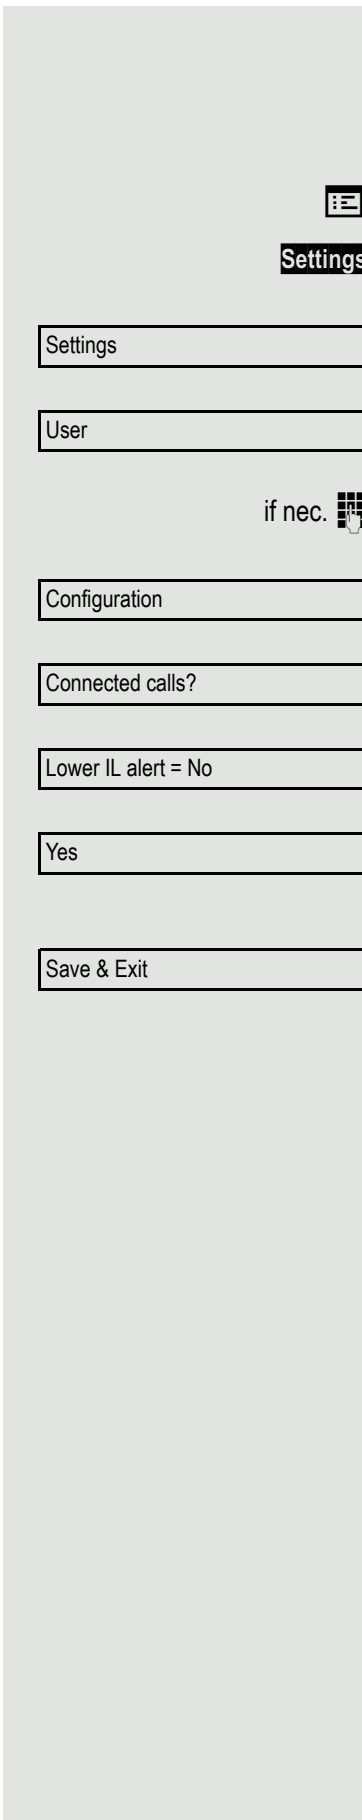 Settings
Settings
User
if nec.
Configuration
Connected calls?
Lower IL alert = No
Yes
Save & Exit